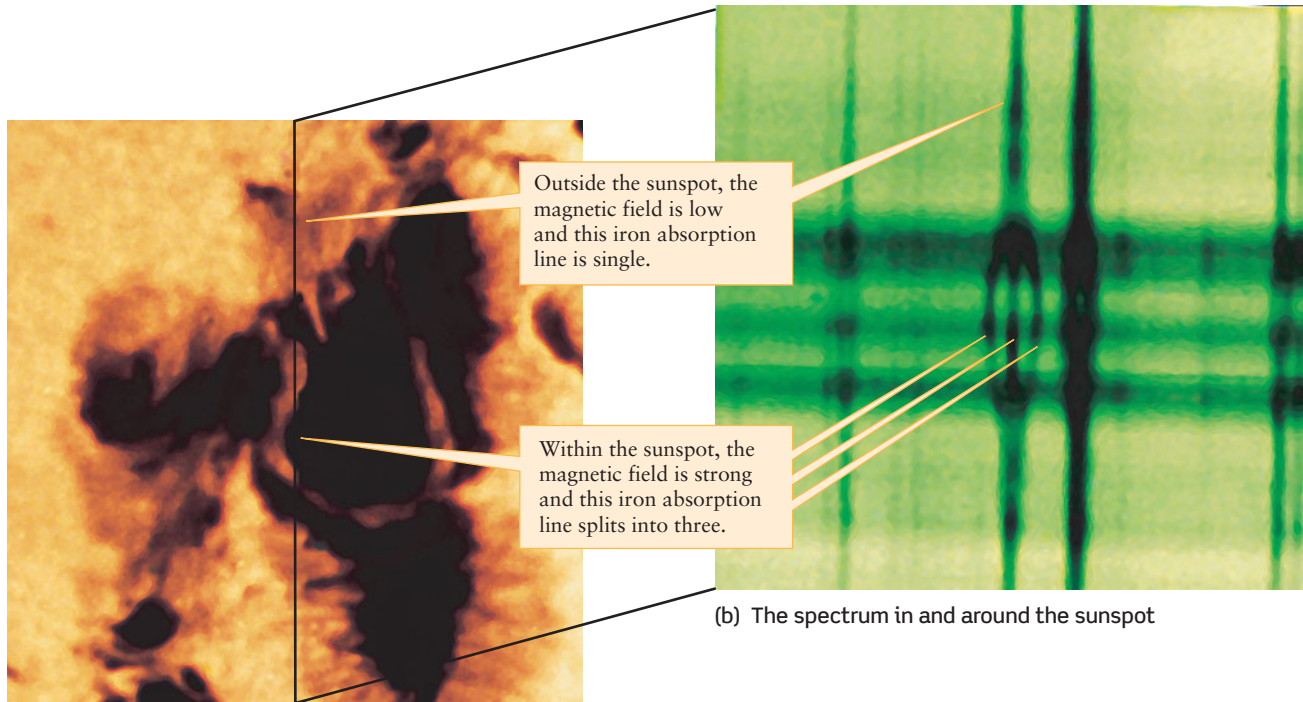 Outside the sunspot, the
magnetic field is low
and this iron absorption
line is single.
Within the sunspot, the
magnetic field is strong
and this iron absorption
line splits into three.
(b) The spectrum in and around the sunspot